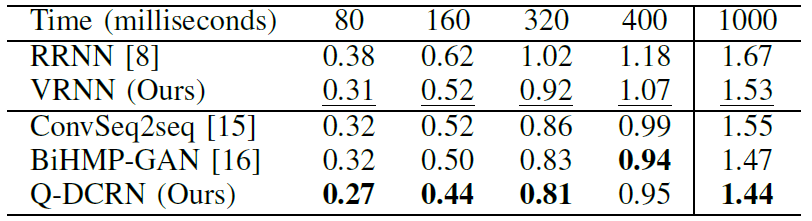 Time (milliseconds) 80 160 320 400 1000
RRNN [8] 0.38 0.62 1.02 1.18 1.67
VRNN (Ours) 0.31 0.52 0.92 1.07 1.53
ConvSeq2seq [15] 0.32 0.52 0.86 0.99 1.55
BiHMP-GAN [16] 0.32 0.50 0.83 0.94 1.47
Q-DCRN (Ours) 0.27 0.44 0.81 0.95 1.44